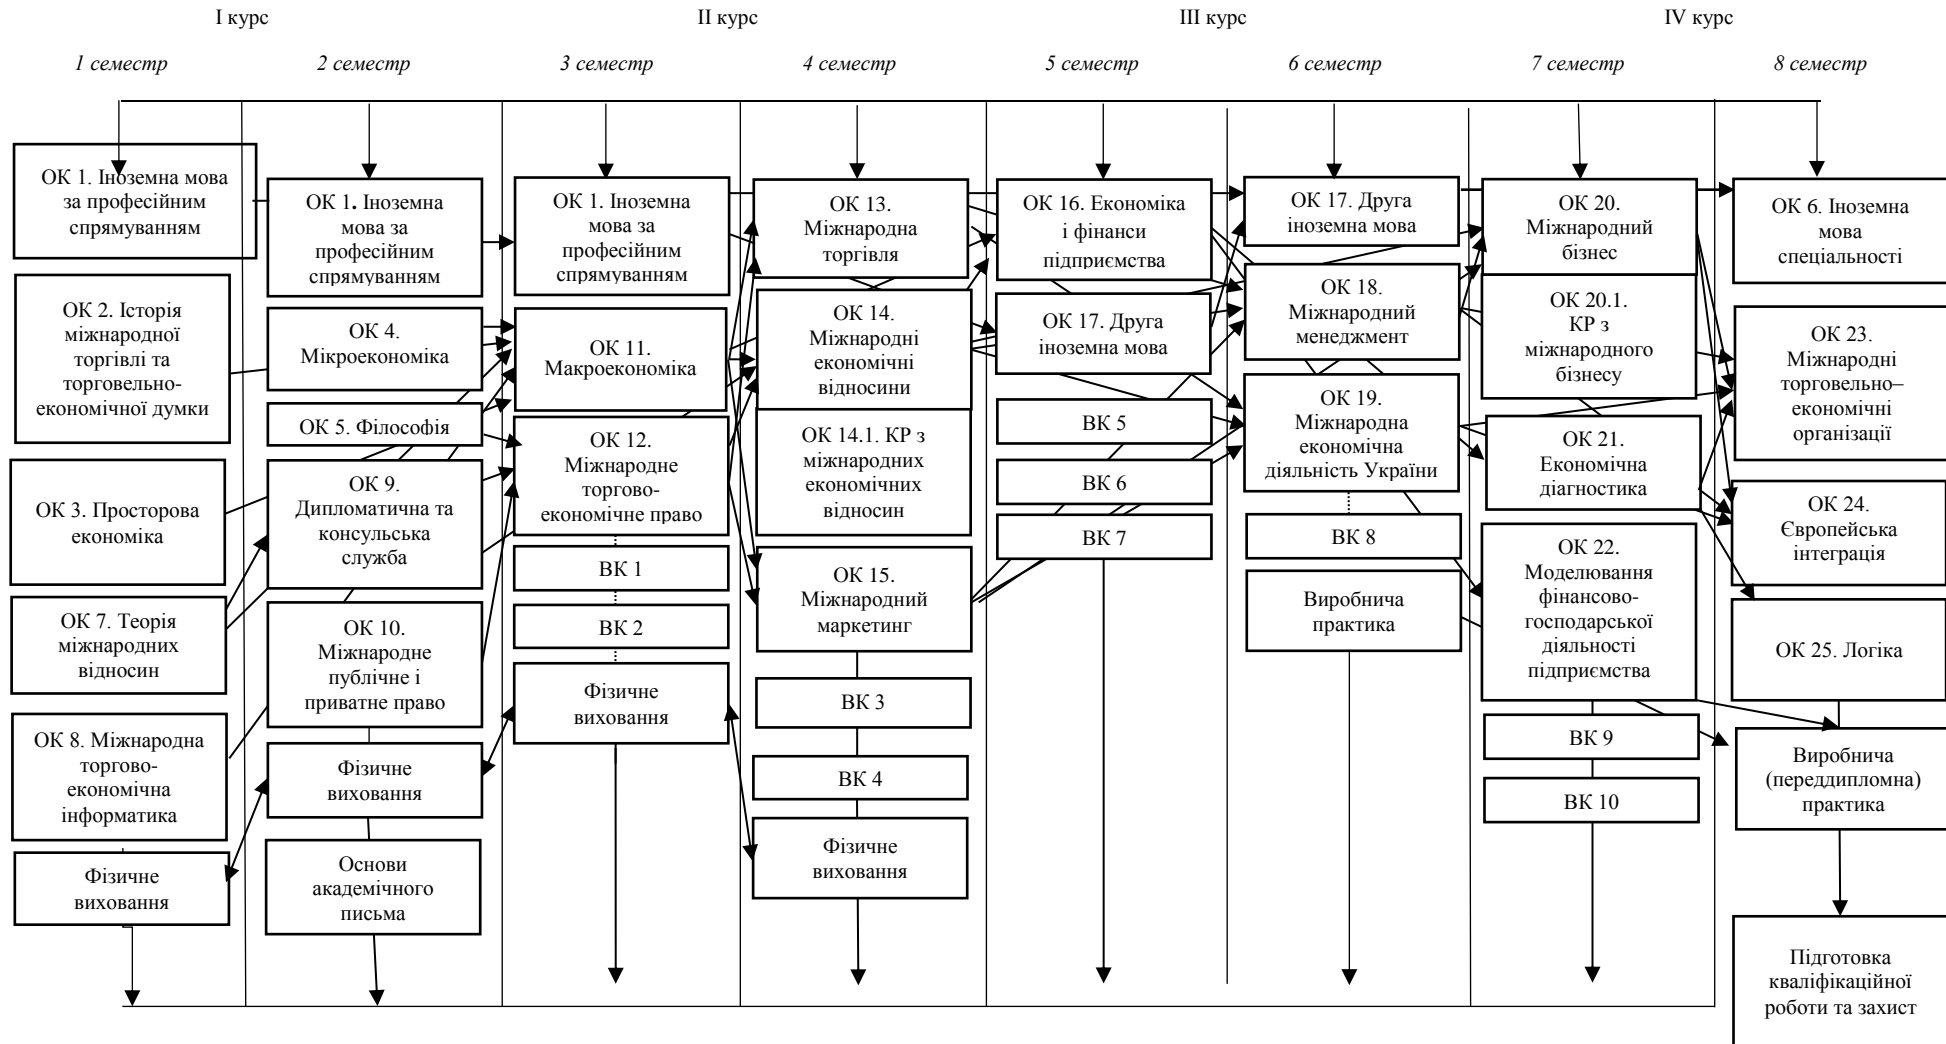 I курс
II курс
III курс
IV курс
1 семестр
2 семестр
3 семестр
4 семестр
5 семестр
6 семестр
7 семестр
8 семестр
ОК 1. Іноземна мова
за професійним
спрямуванням
ОК 2. Історія
міжнародної
торгівлі та
торговельно-
економічної думки
ОК 3. Просторова
економіка
ОК 7. Теорія
міжнародних
відносин
ОК 8. Міжнародна
торгово-
економічна
інформатика
Фізичне
виховання
ОК 1. Іноземна
мова за
професійним
спрямуванням
ОК 4.
Мікроекономіка
ОК 5. Філософія
ОК 9.
Дипломатична та
консульська
служба
ОК 10.
Міжнародне
публічне і
приватне право
Фізичне
виховання
Основи
академічного
письма
ОК 1. Іноземна
мова за
професійним
спрямуванням
ОК 11.
Макроекономіка
ОК 12.
Міжнародне
торгово-
економічне право
ВК 1
ВК 2
Фізичне
виховання
ОК 13.
Міжнародна
торгівля
ОК 14.
Міжнародні
економічні
відносини
ОК 14.1. КР з
міжнародних
економічних
відносин
ОК 15.
Міжнародний
маркетинг
ВК 3
ВК 4
Фізичне
виховання
ОК 16. Економіка
і фінанси
підприємства
ОК 17. Друга
іноземна мова
ВК 5
ВК 6
ВК 7
ОК 17. Друга
іноземна мова
ОК 18.
Міжнародний
менеджмент
ОК 19.
Міжнародна
економічна
діяльність України
ВК 8
Виробнича
практика
ОК 20.
Міжнародний
бізнес
ОК 20.1.
КР з
міжнародного
бізнесу
ОК 21.
Економічна
діагностика
ОК 22.
Моделювання
фінансово-
господарської
діяльності
підприємства
ВК 9
ВК 10
ОК 6. Іноземна
мова
спеціальності
ОК 23.
Міжнародні
торговельно–
економічні
організації
ОК 24.
Європейська
інтеграція
ОК 25. Логіка
Виробнича
(переддипломна)
практика
Підготовка
кваліфікаційної
роботи та захист